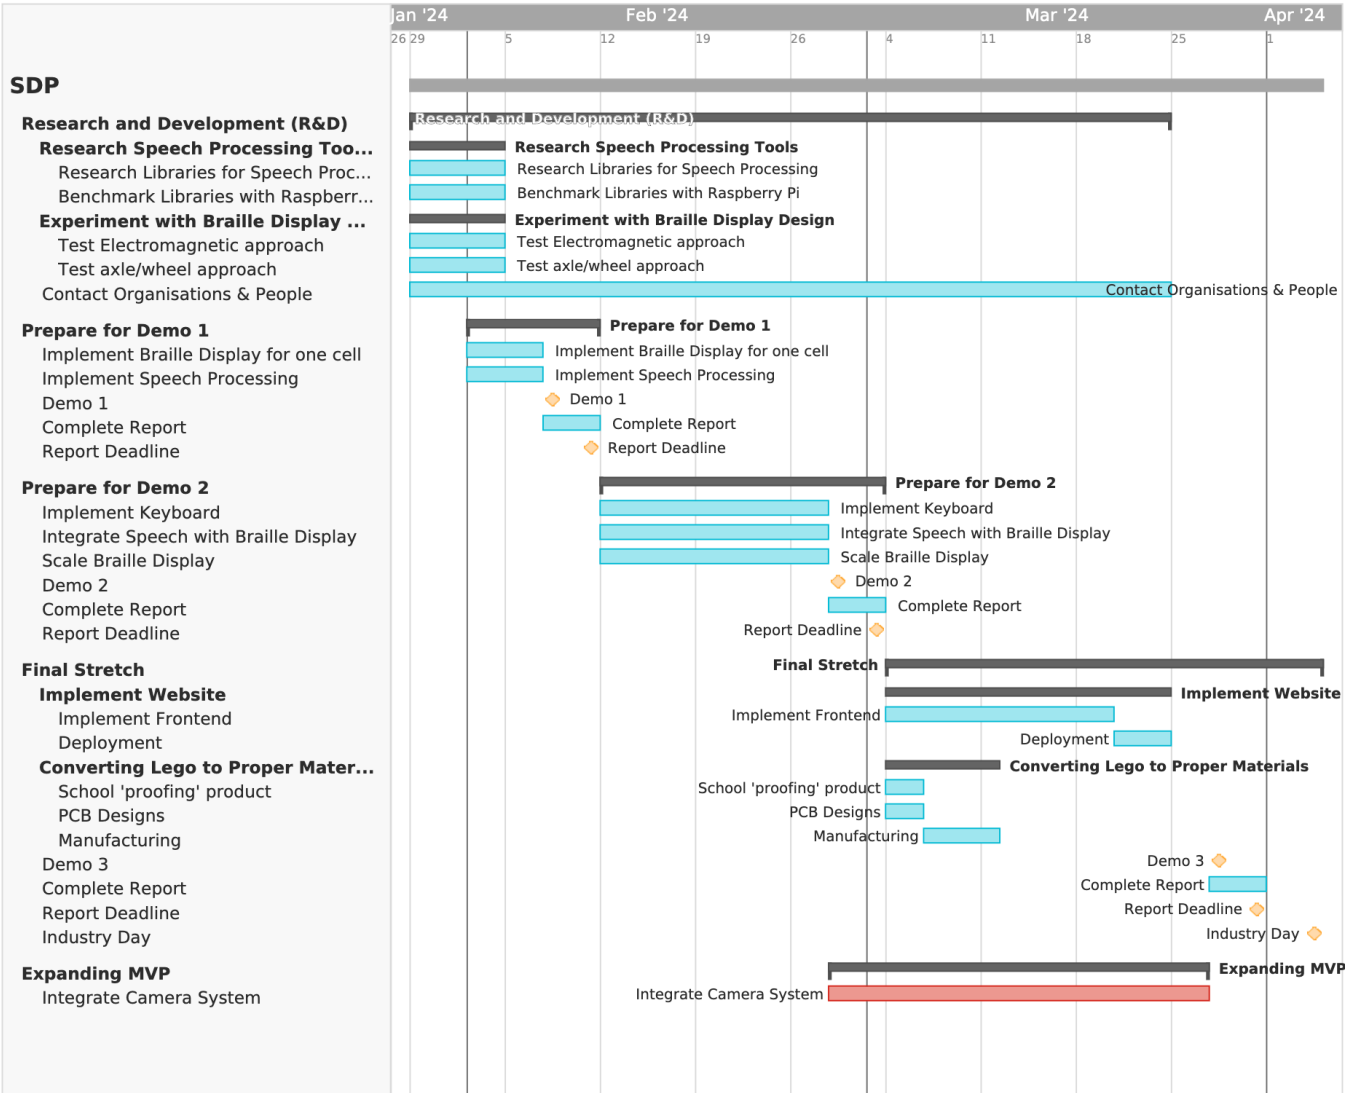 Jan '24 Feb '24 Mar '24 Apr '24
26 29 5 12 19 26 4 11 18 25 1
SDP
Research and Development (R&D) Research and Development (R&D)
Research Speech Processing Too... Research Speech Processing Tools
Research Libraries for Speech Proc... Research Libraries for Speech Processing
Benchmark Libraries with Raspberr... Benchmark Libraries with Raspberry Pi
Experiment with Braille Display ... Experiment with Braille Display Design
Test Electromagnetic approach Test Electromagnetic approach
Test axle/wheel approach Test axle/wheel approach
Contact Organisations & People Contact Organisations & People
Prepare for Demo 1 Prepare for Demo 1
Implement Braille Display for one cell Implement Braille Display for one cell
Implement Speech Processing Implement Speech Processing
Demo 1 Demo 1
Complete Report Complete Report
Report Deadline Report Deadline
Prepare for Demo 2 Prepare for Demo 2
Implement Keyboard Implement Keyboard
Integrate Speech with Braille Display Integrate Speech with Braille Display
Scale Braille Display Scale Braille Display
Demo 2 Demo 2
Complete Report Complete Report
Report Deadline Report Deadline
Final Stretch Final Stretch
Implement Website Implement Website
Implement Frontend Implement Frontend
Deployment Deployment
Converting Lego to Proper Mater... Converting Lego to Proper Materials
School 'proofing' product School 'proofing' product
PCB Designs PCB Designs
Manufacturing Manufacturing
Demo 3 Demo 3
Complete Report Complete Report
Report Deadline Report Deadline
Industry Day Industry Day
Expanding MVP Expanding MVP
Integrate Camera System Integrate Camera System